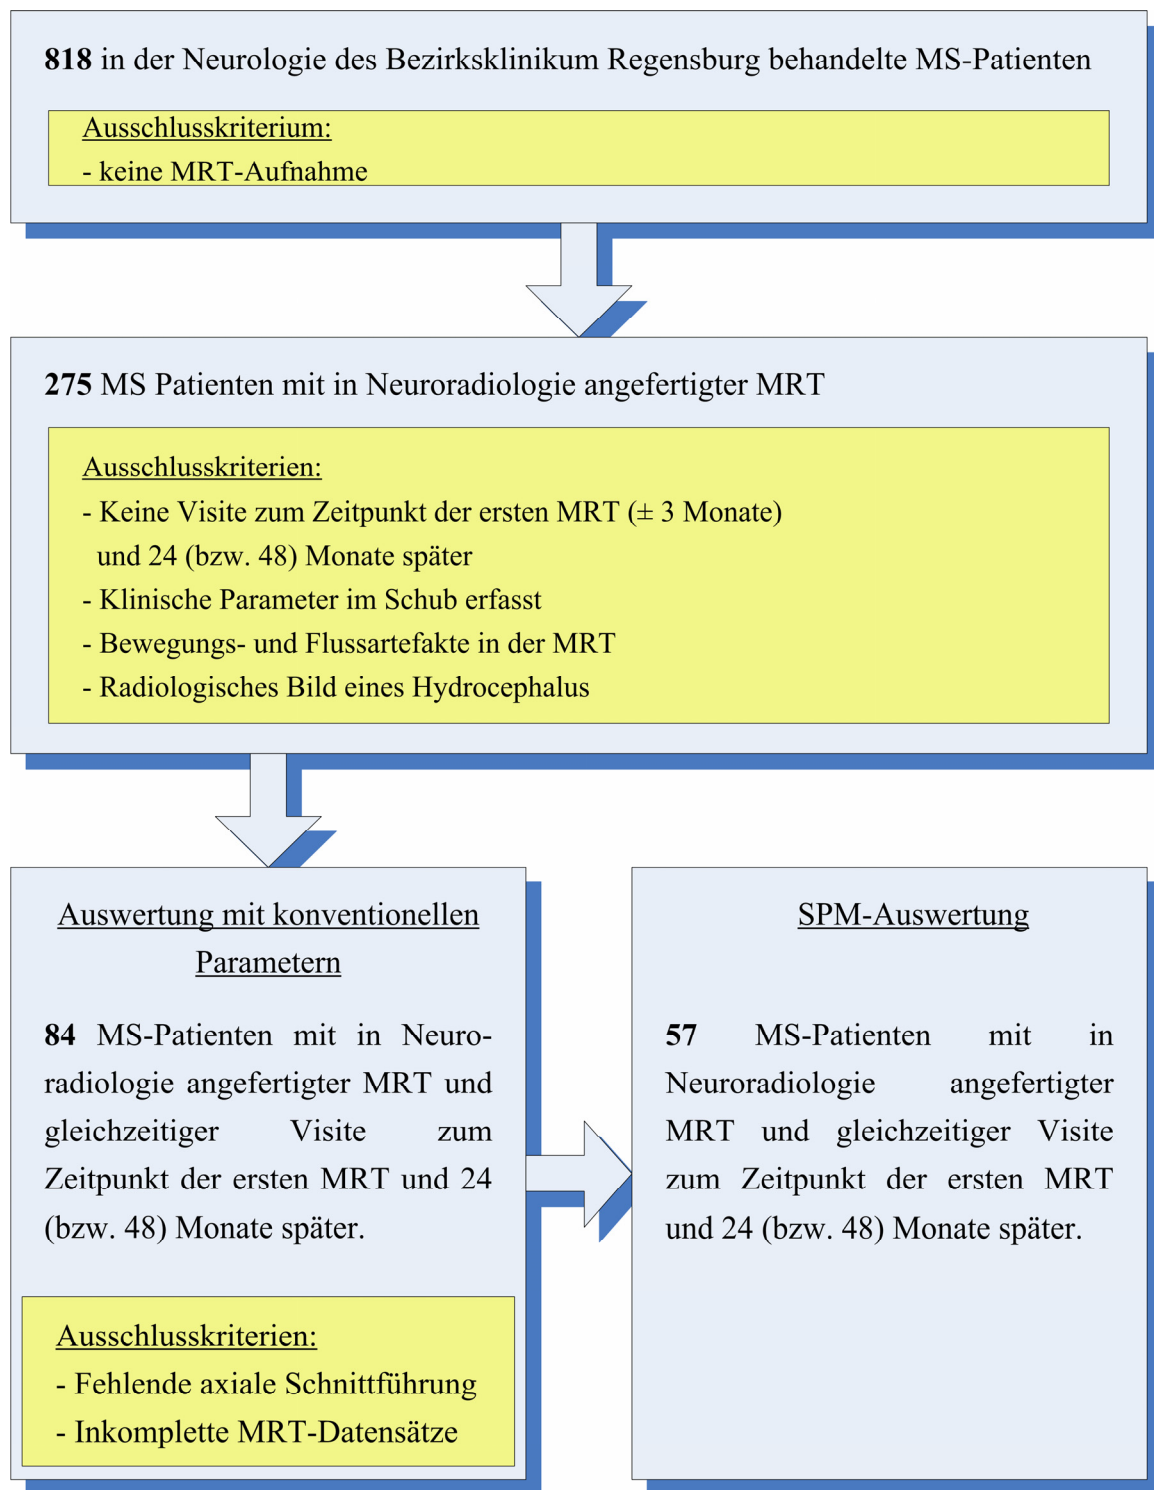 818 in der Neurologie des Bezirksklinikum Regensburg behandelte MS-Patienten
Ausschlusskriterium:
- keine MRT-Aufnahme
275 MS Patienten mit in Neuroradiologie angefertigter MRT
Ausschlusskriterien:
- Keine Visite zum Zeitpunkt der ersten MRT (± 3 Monate)
und 24 (bzw. 48) Monate später
- Klinische Parameter im Schub erfasst
- Bewegungs- und Flussartefakte in der MRT
- Radiologisches Bild eines Hydrocephalus
Auswertung mit konventionellen
Parametern
84 MS-Patienten mit in Neuro-
radiologie angefertigter MRT und
gleichzeitiger Visite zum
Zeitpunkt der ersten MRT und 24
(bzw. 48) Monate später.
Ausschlusskriterien:
- Fehlende axiale Schnittführung
- Inkomplette MRT-Datensätze
SPM-Auswertung
57 MS-Patienten mit in
Neuroradiologie angefertigter
MRT und gleichzeitiger Visite
zum Zeitpunkt der ersten MRT
und 24 (bzw. 48) Monate später.